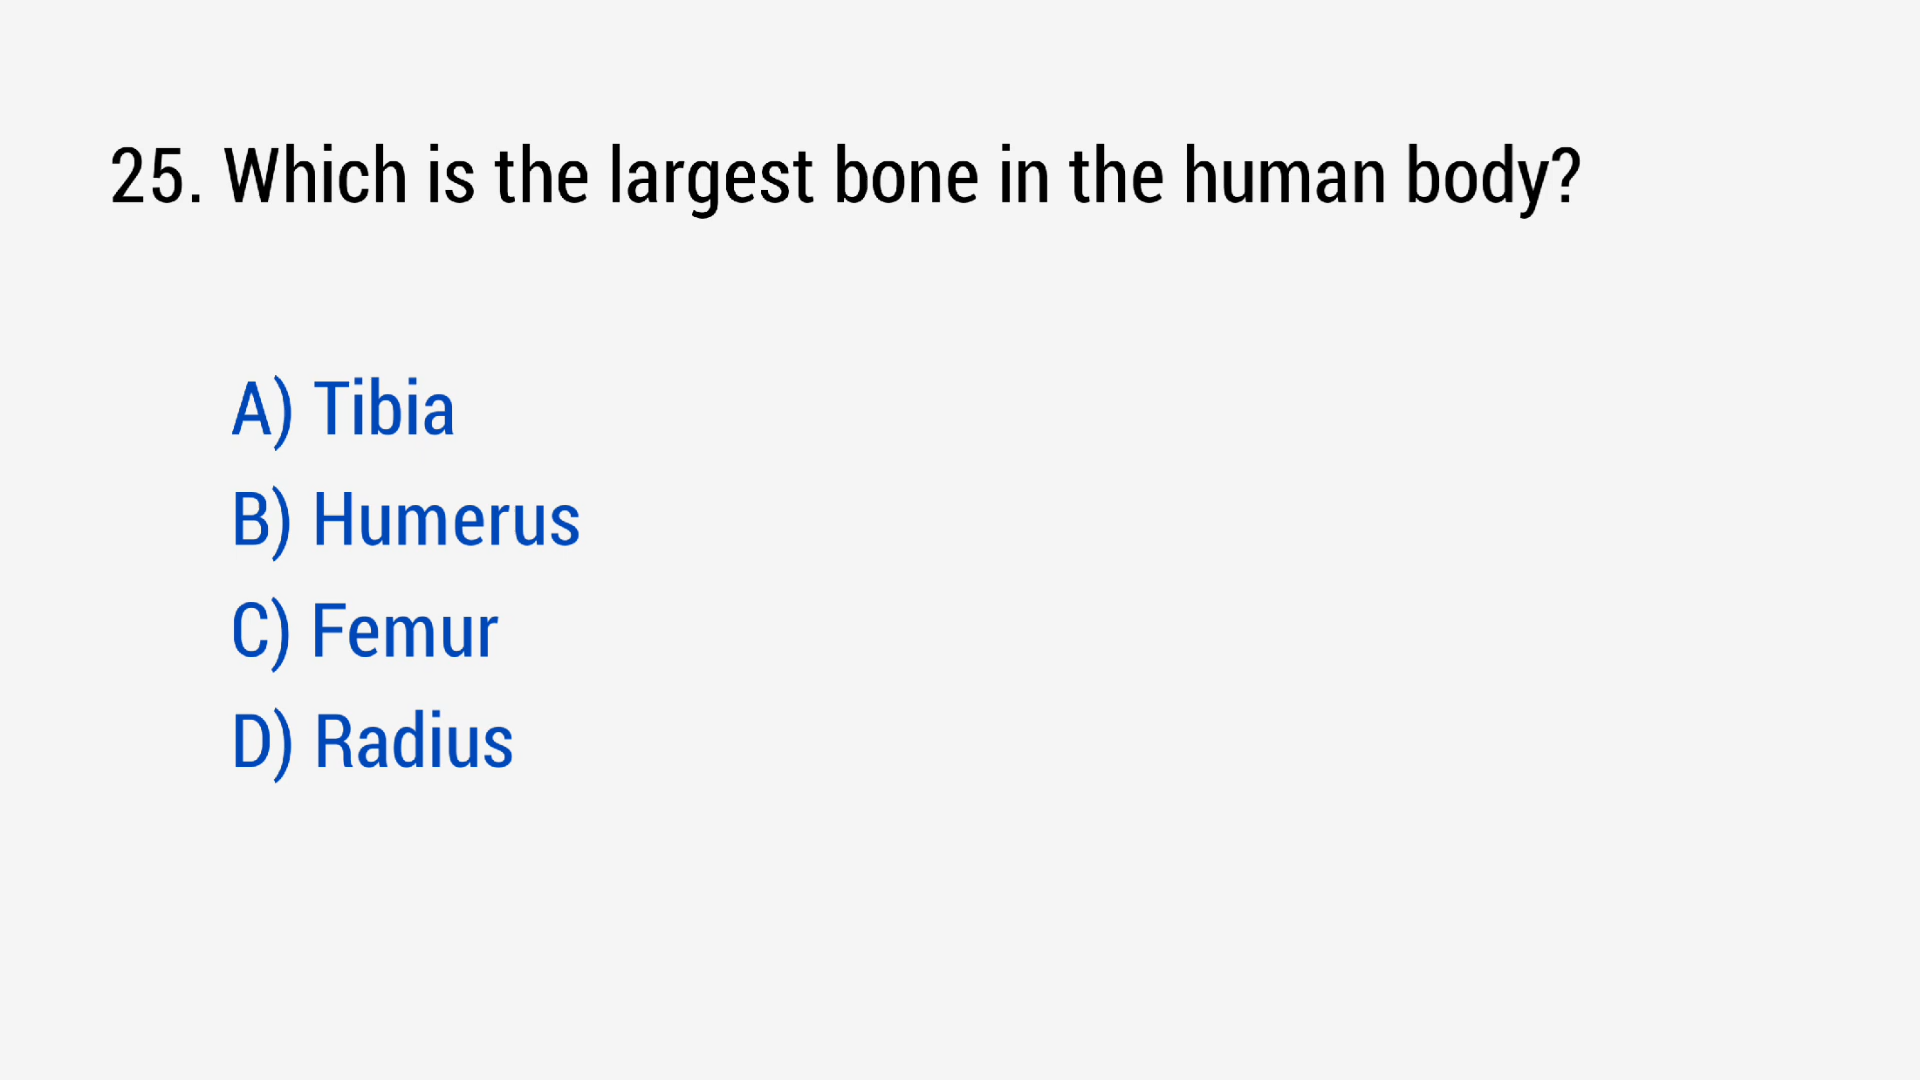 25. Which is the largest bone in the human body?
A) Tibia
B) Humerus
C) Femur
D) Radius